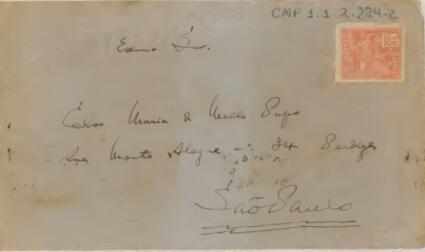 CMP 1.1.2.224-2
Exmo Snr.
Celso Maria de Mello Pupo
Rua Monte Alegre nº 34 Perdizes
São Paulo